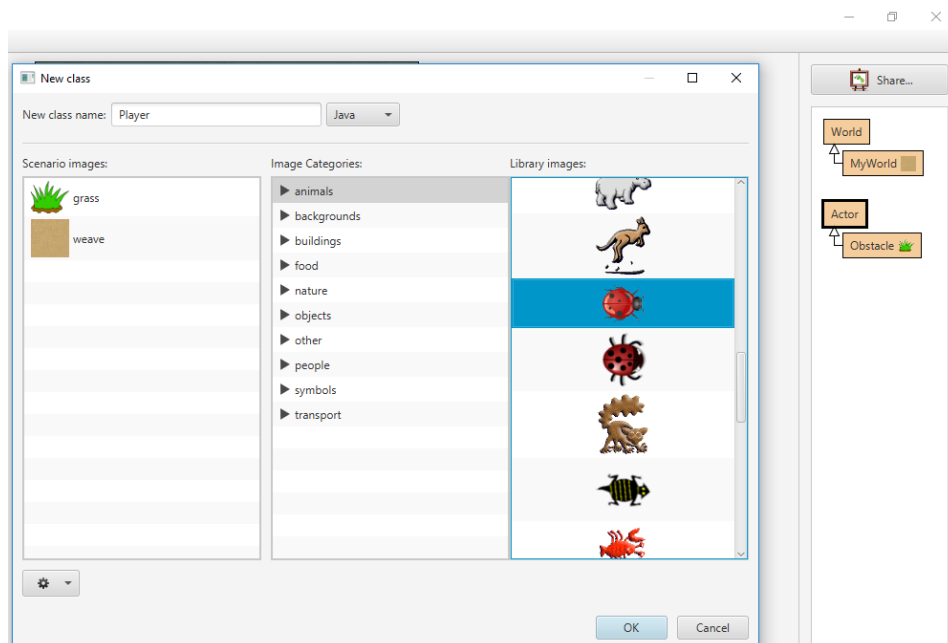 New class
Share...
New class name:
Player
Java
World
MyWorld
Scenario images:
Image Categories:
Library images:
grass
weave
animals
backgrounds
buildings
food
nature
objects
other
people
symbols
transport
Actor
Obstacle
OK
Cancel